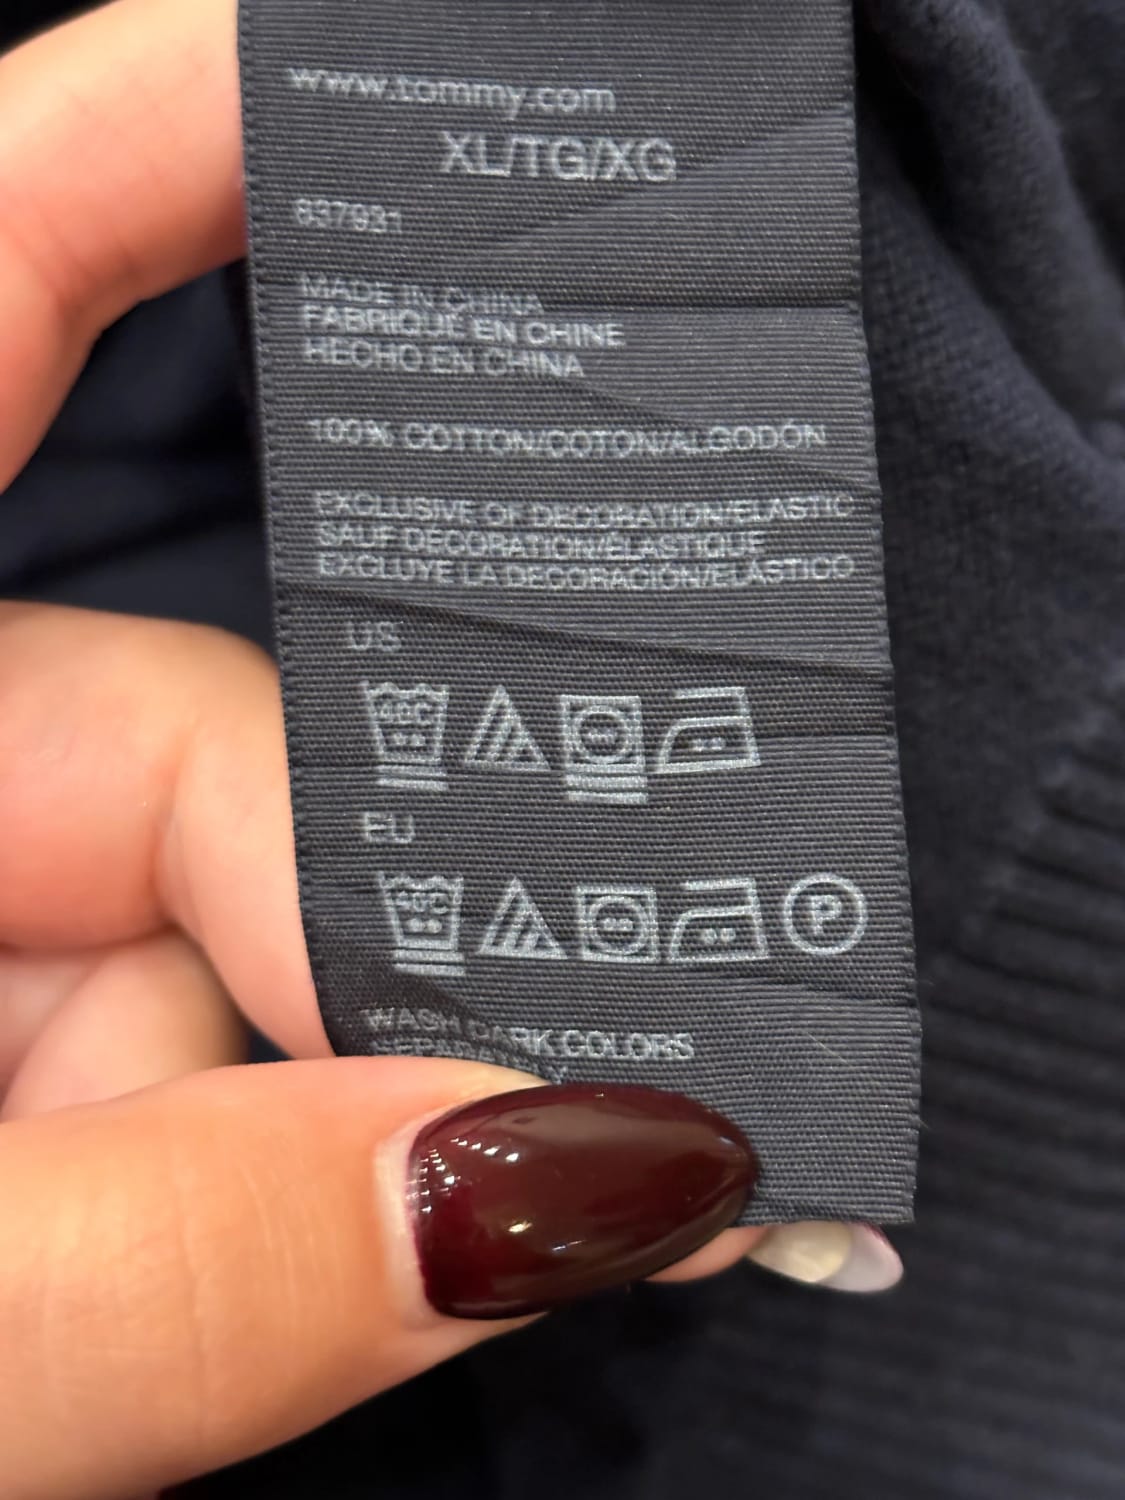 www.tommy.com
XL/TG/XG
837931
MADE IN CHINA
FABRIQUE EN CHINE
HECHO EN CHINA
100% COTTON/COTON/ALGODÓN
EXCLUSIVE OF DECORATION/ELASTIC
SAUF DÉCORATION/ÉLASTIQUE
EXCLUYE LA DECORACIÓN/ELÁSTICO
US
EU
P
WASH DARK COLORS